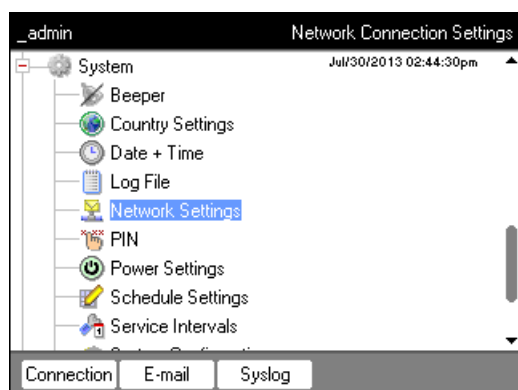 _admin Network Connection Settings
System Jul/30/2013 02:44:30pm
Beeper
Country Settings
Date + Time
Log File
Network Settings
PIN
Power Settings
Schedule Settings
Service Intervals
Connection E-mail Syslog